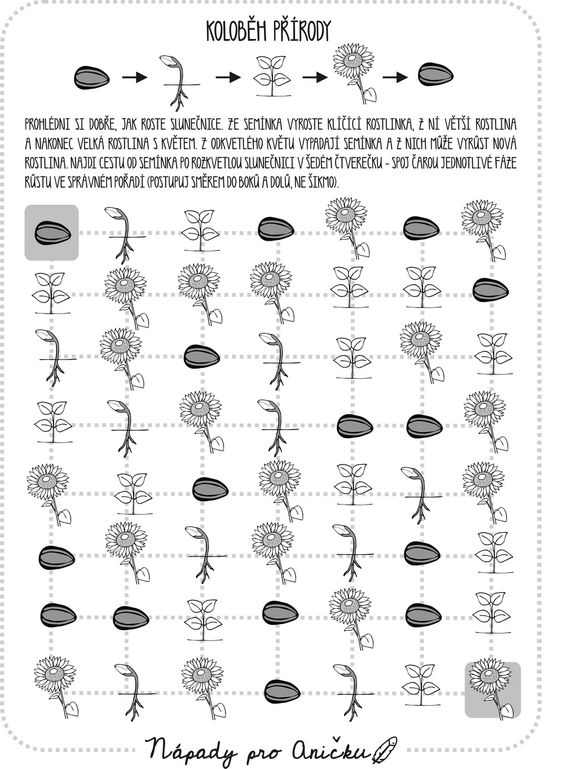 KOLOBĚH PŘÍRODY
PROHLÉDNI SI DOBŘE, JAK ROSTE SLUNEČNICE. ZE SEMÍNKA VYROSTE KLÍČÍCÍ ROSTLINKA, Z NÍ VĚTŠÍ ROSTLINA
A NAKONEC VELKÁ ROSTLINA S KVĚTEM. Z ODKVETLÉHO KVĚTU VYPADAJÍ SEMÍNKA A Z NICH MŮŽE VYRŮST NOVÁ
ROSTLINA. NAJDI CESTU OD SEMÍNKA PO ROZKVETLOU SLUNEČNICI V ŠEDÉM ČTVEREČKU - SPOJ ČAROU JEDNOTLIVÉ FÁZE
RŮSTU VE SPRÁVNÉM POŘADÍ (POSTUPUJ SMĚREM DO BOKŮ A DOLŮ, NE ŠIKMO).
Nápady pro Aničku